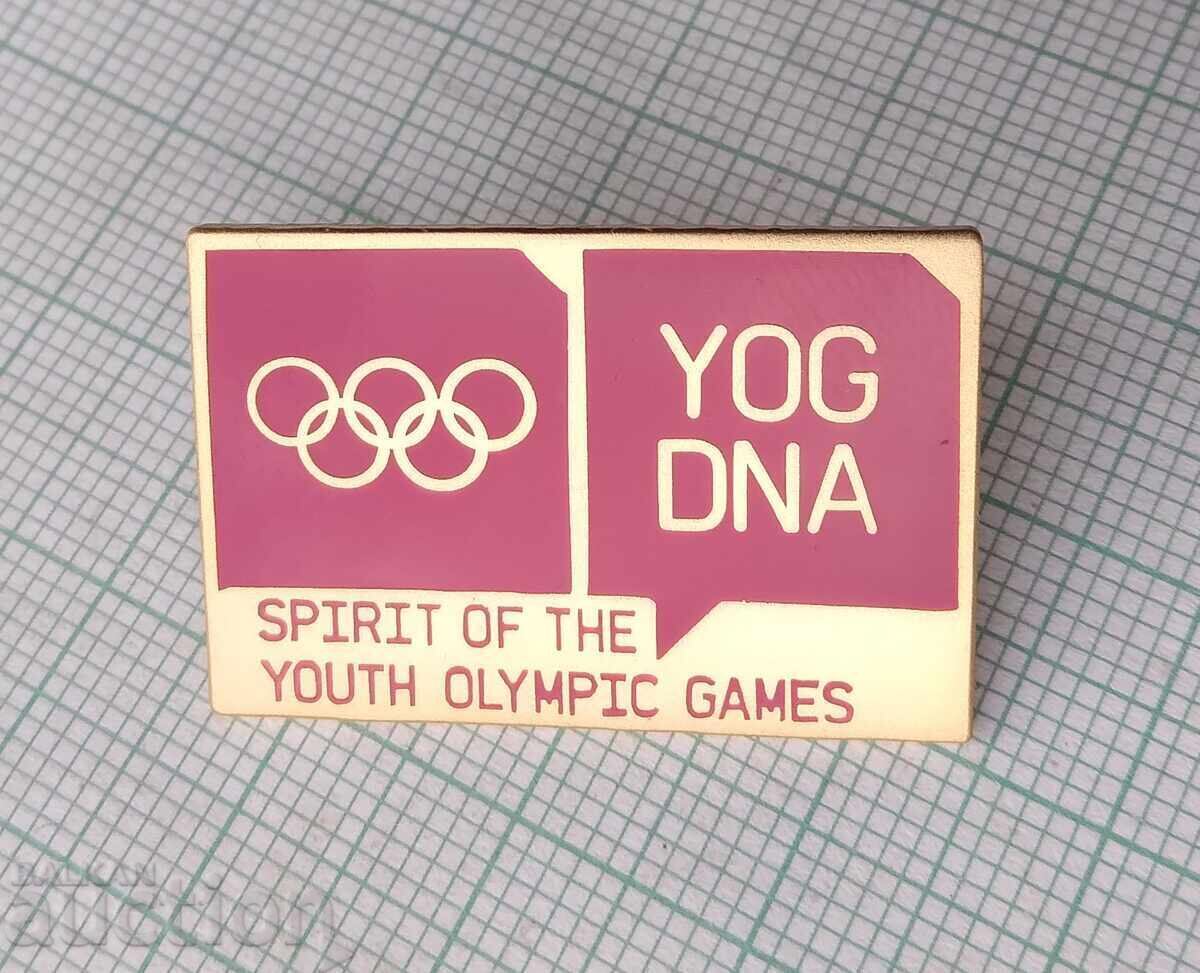 YOG
DNA
SPIRIT OF THE
YOUTH OLYMPIC GAMES
BALKAN
auction